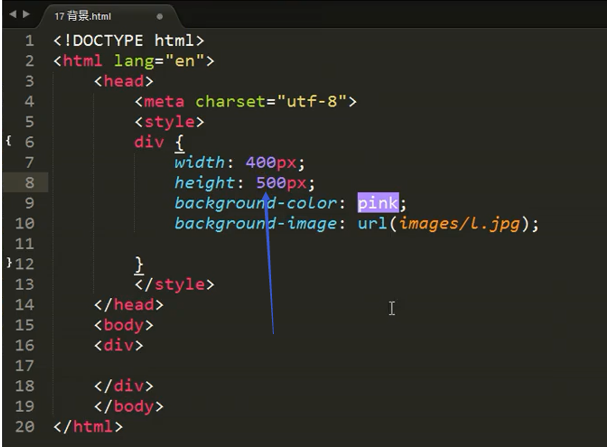 17 背景.html
1 <!DOCTYPE html>
2 <html lang="en">
3 <head>
4 <meta charset="utf-8">
5 <style>
{ 6 div {
7 width: 400px;
8 height: 500px;
9 background-color: pink;
10 background-image: url(images/l.jpg);
11
}12 }
13 </style>
14 </head>
15 <body>
16 <div>
17
18 </div>
19 </body>
20 </html>